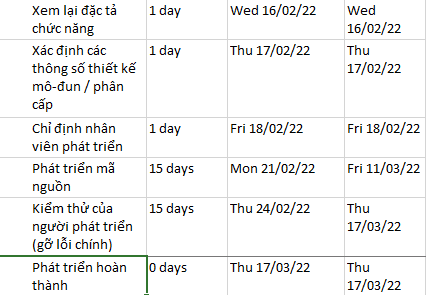 Xem lại đặc tả chức năng 1 day Wed 16/02/22 Wed 16/02/22
Xác định các thông số thiết kế mô-đun / phân cấp 1 day Thu 17/02/22 Thu 17/02/22
Chỉ định nhân viên phát triển 1 day Fri 18/02/22 Fri 18/02/22
Phát triển mã nguồn 15 days Mon 21/02/22 Fri 11/03/22
Kiểm thử của người phát triển (gỡ lỗi chính) 15 days Thu 24/02/22 Thu 17/03/22
Phát triển hoàn thành 0 days Thu 17/03/22 Thu 17/03/22